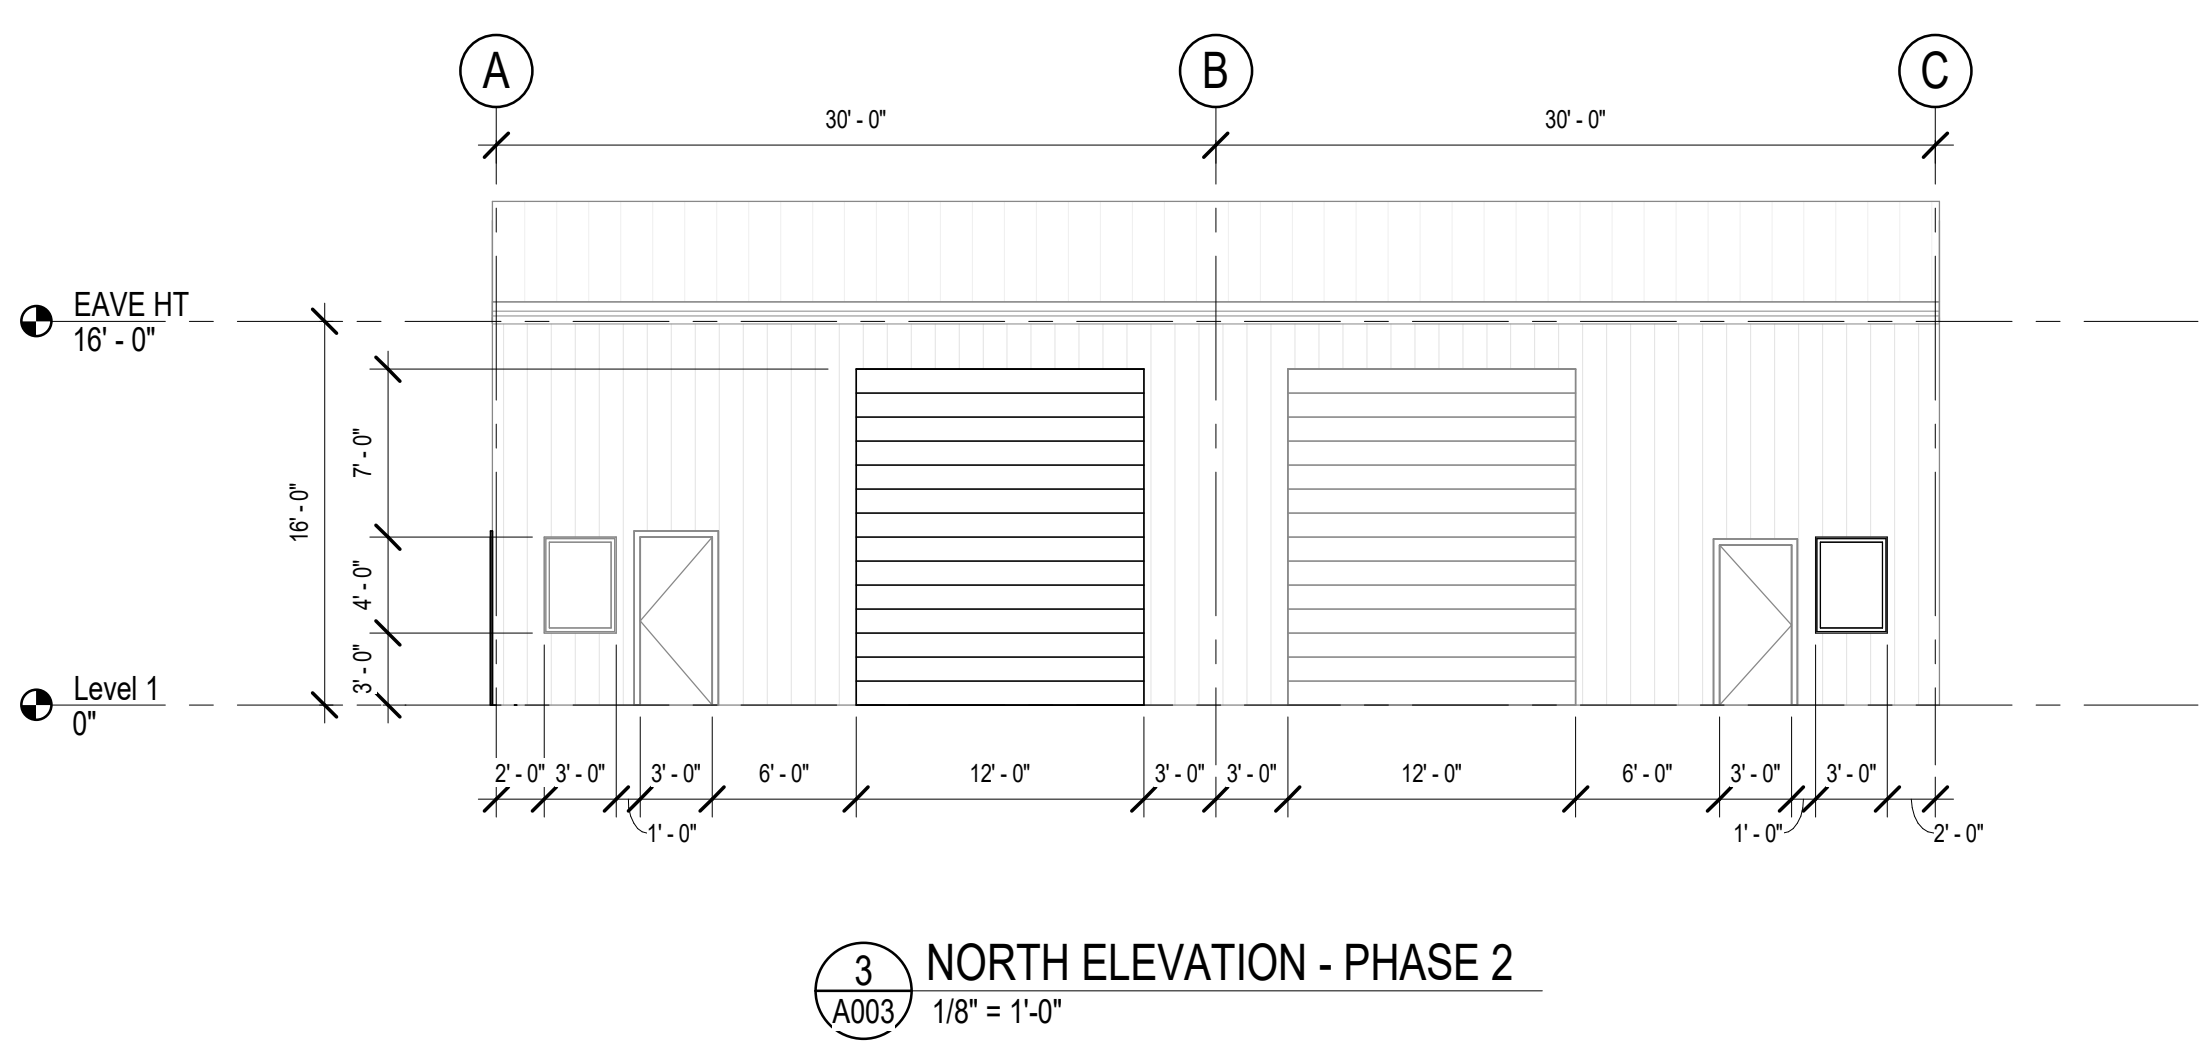 A
B
C
30' - 0"
30' - 0"
EAVE HT
16' - 0"
7' - 0"
16' - 0"
4' - 0"
3' - 0"
Level 1
0"
2' - 0"
3' - 0"
3' - 0"
6' - 0"
12' - 0"
3' - 0"
3' - 0"
12' - 0"
6' - 0"
3' - 0"
3' - 0"
1' - 0"
1' - 0"
2' - 0"
3
NORTH ELEVATION - PHASE 2
A003
1/8" = 1'-0"